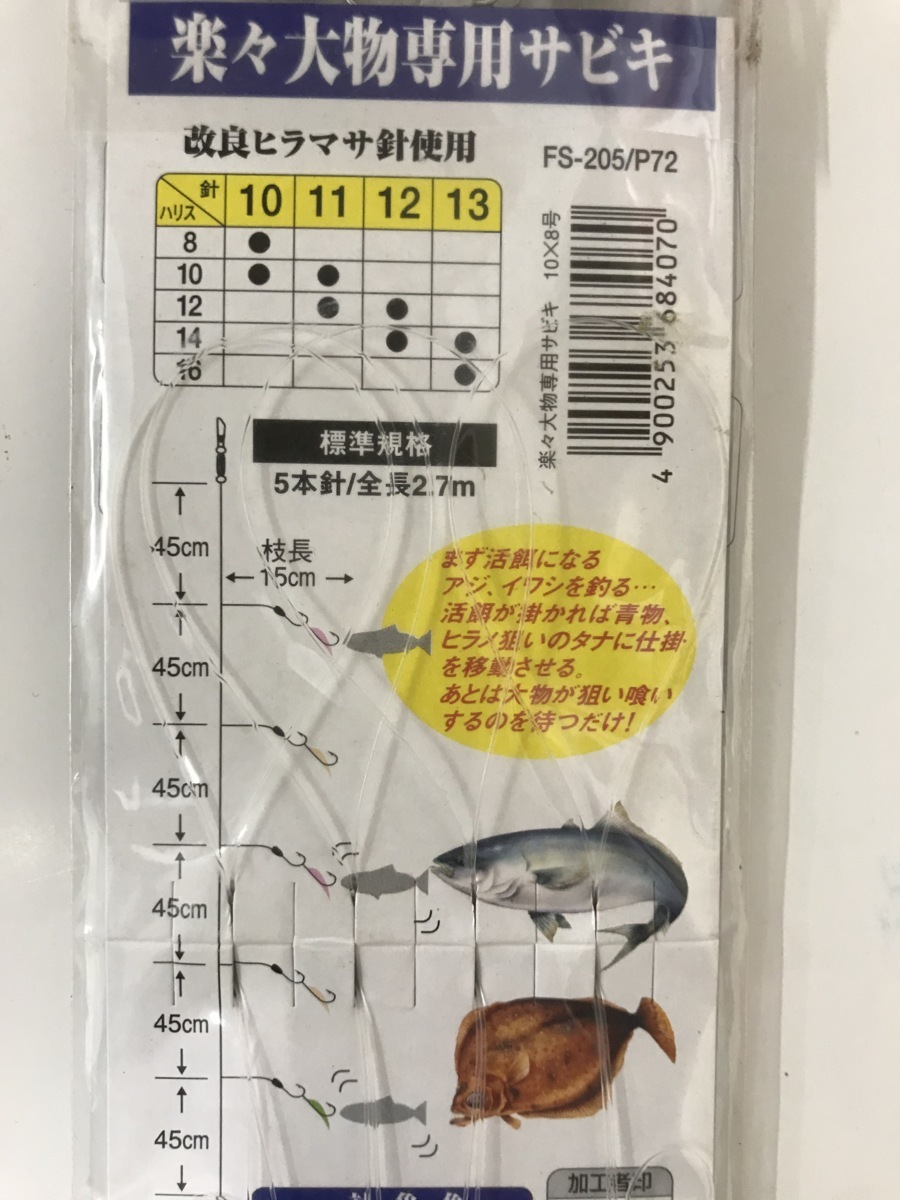 楽々大物専用サビキ
改良ヒラマサ針使用
FS-205/P72
針
ハリス
10 11 12 13
8 ●
10 ● ●
12 ● ●
14 ● ●
16 ●
楽々大物専用サビキ 10×8号
4 900253 684070
標準規格
5本針/全長2.7m
45cm
枝長
15cm
45cm
45cm
45cm
45cm
45cm
まず活餌になる
アジ、イワシを釣る…
活餌が掛かれば青物、
ヒラメ狙いのタナに仕掛
を移動させる。
あとは大物が狙い喰い
するのを待つだけ!
加工者印